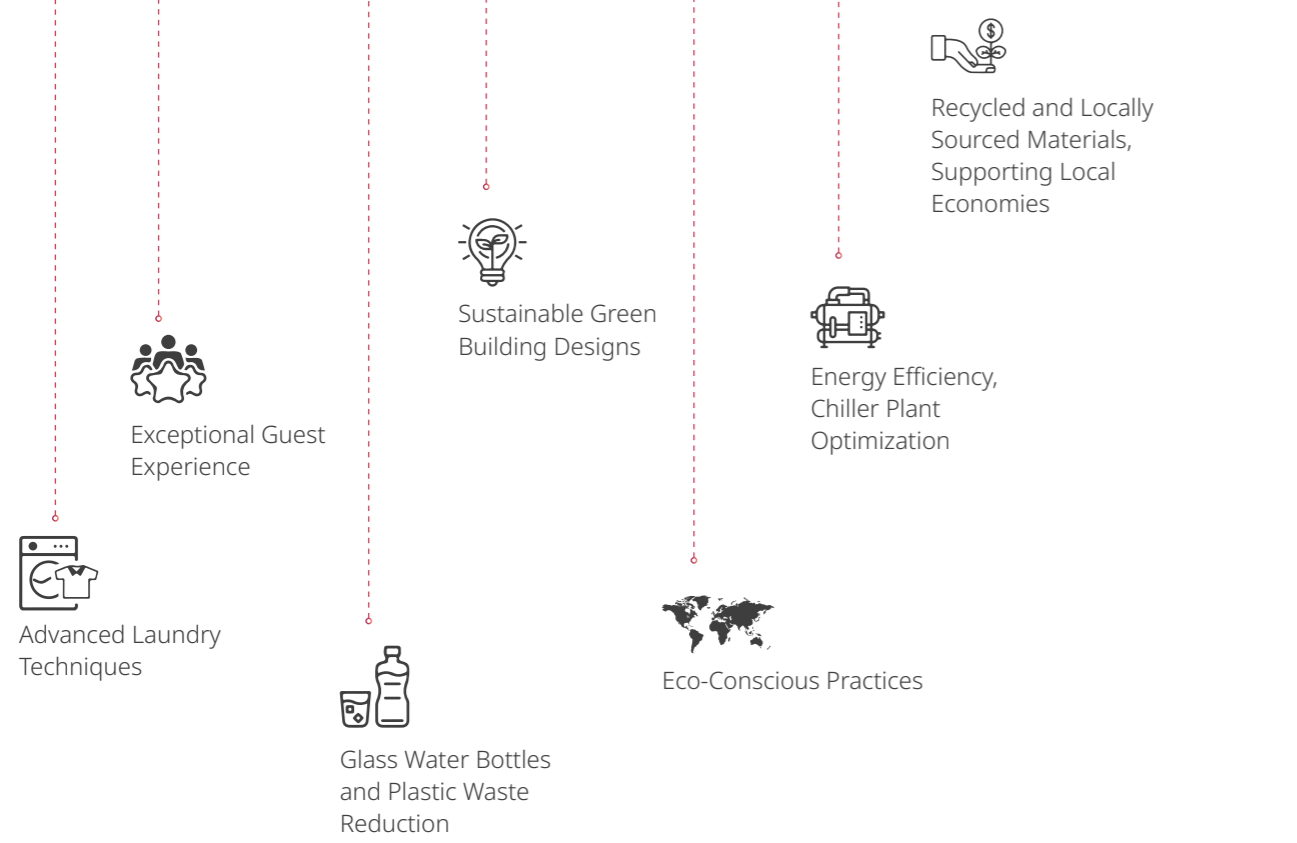 Recycled and Locally
Sourced Materials,
Supporting Local
Economies
Sustainable Green
Building Designs
Energy Efficiency,
Chiller Plant
Optimization
Exceptional Guest
Experience
Advanced Laundry
Techniques
Eco-Conscious Practices
Glass Water Bottles
and Plastic Waste
Reduction